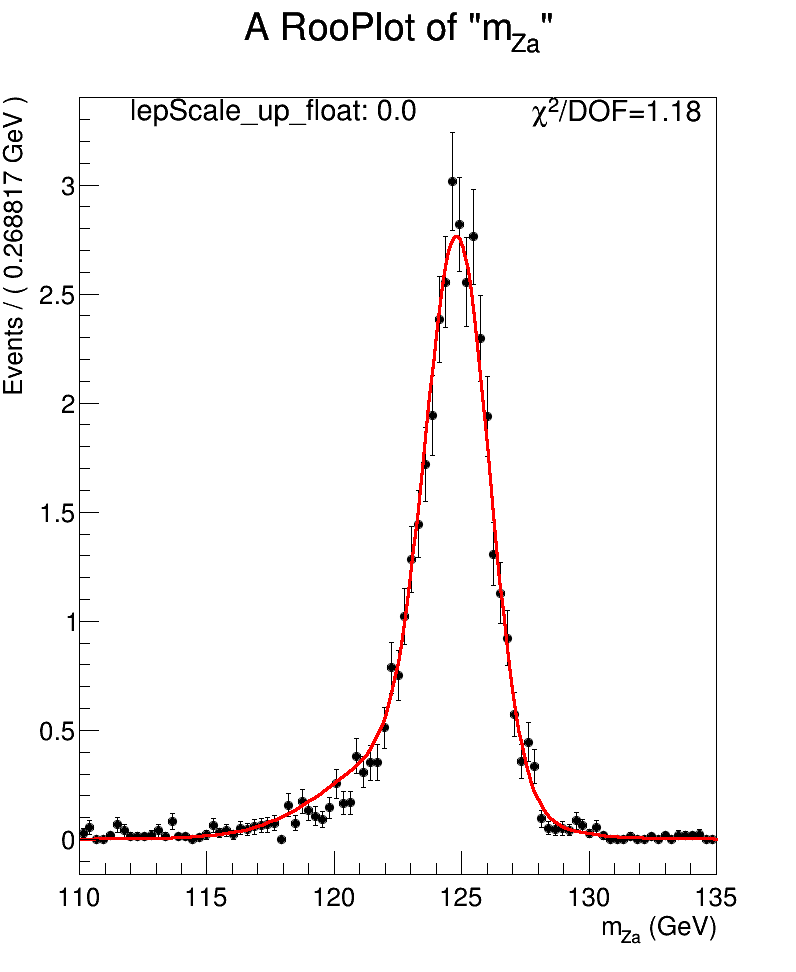 A RooPlot of "m_Za"
lepScale_up_float: 0.0
χ²/DOF=1.18
Events / ( 0.268817 GeV )
3
2.5
2
1.5
1
0.5
0
110 115 120 125 130 135
m_Za (GeV)